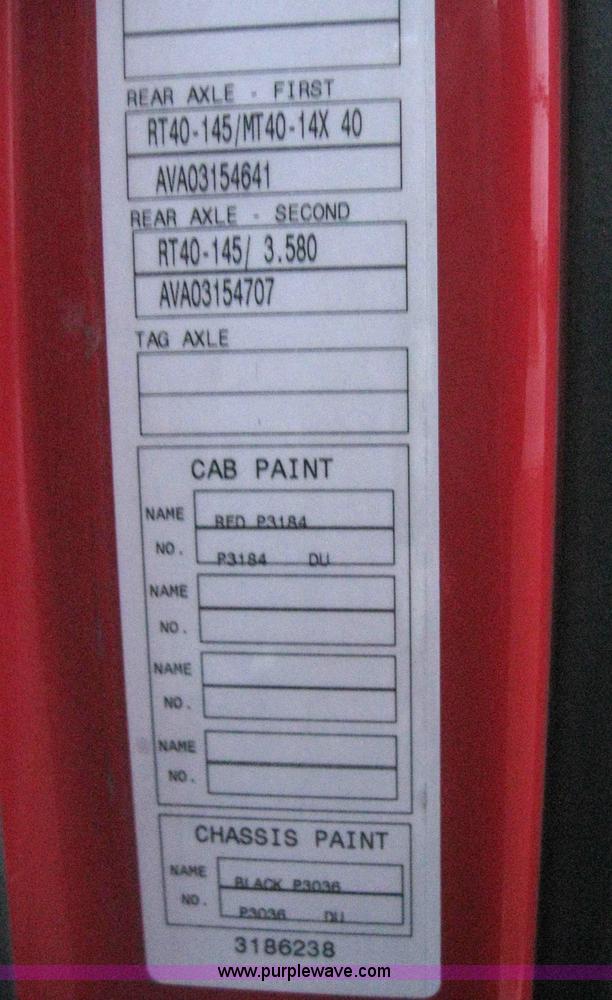 REAR AXLE - FIRST
RT40-145/MT40-14X 40
AVA03154641
REAR AXLE - SECOND
RT40-145/ 3.580
AVA03154707
TAG AXLE
CAB PAINT
NAME RED P3184
NO. P3184 DU
NAME
NO.
NAME
NO.
NAME
NO.
CHASSIS PAINT
NAME BLACK P3036
NO. P3036 DU
3186238
www.purplewave.com